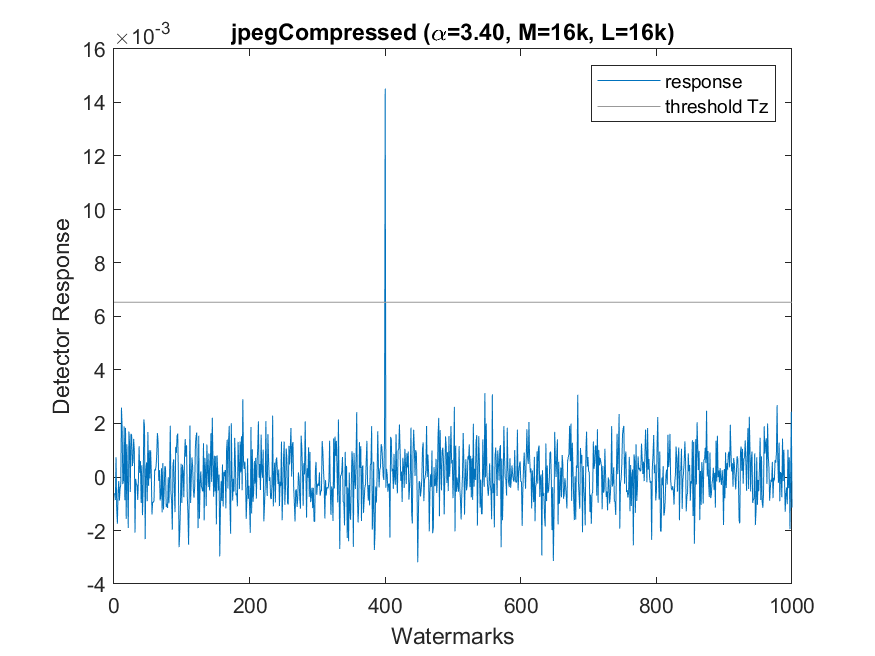 jpegCompressed (α=3.40, M=16k, L=16k)
×10-3
16
14
12
10
8
6
4
2
0
-2
-4
Detector Response
response
threshold Tz
0 200 400 600 800 1000
Watermarks